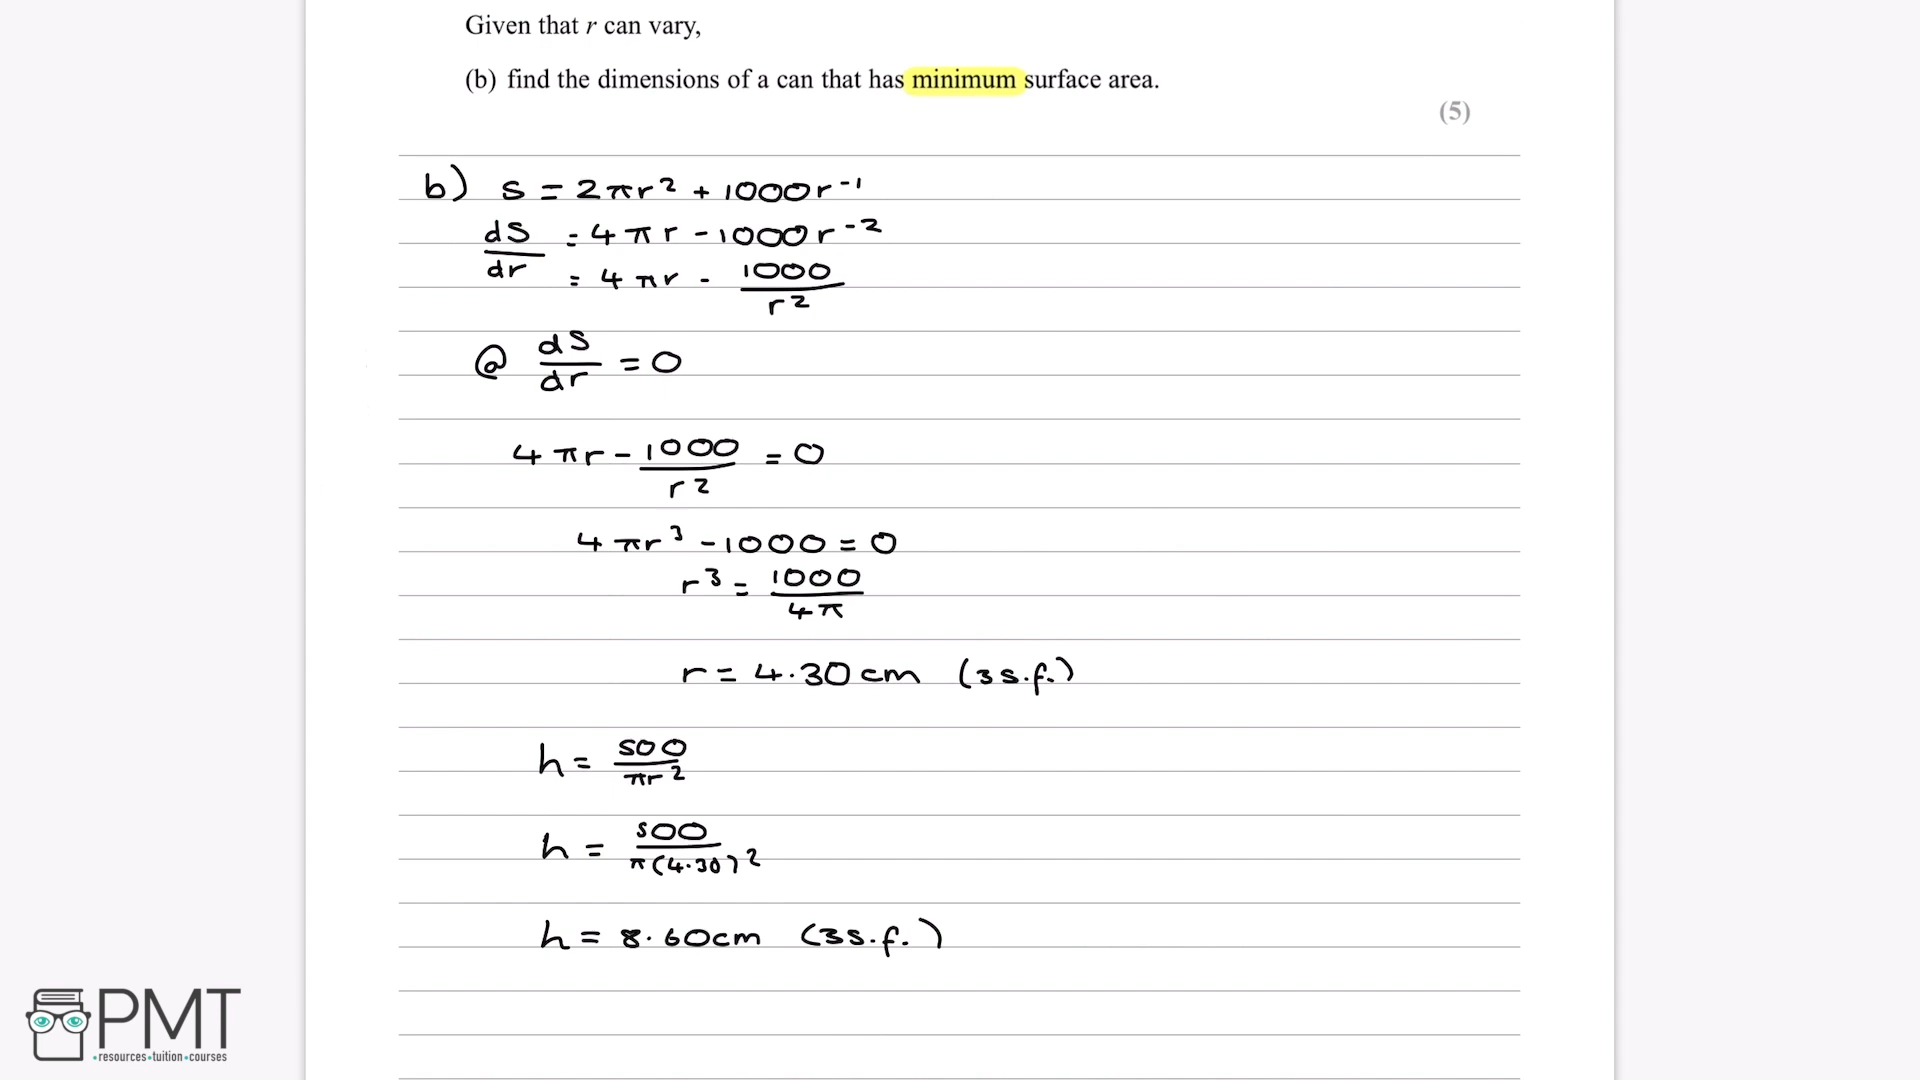 Given that r can vary,
(b) find the dimensions of a can that has minimum surface area.
(5)
b) S = 2πr² + 1000r⁻¹
dS/dr = 4πr - 1000r⁻²
= 4πr - 1000/r²
@ dS/dr = 0
4πr - 1000/r² = 0
4πr³ - 1000 = 0
r³ = 1000/4π
r = 4.30cm (3s.f.)
h = 500/πr²
h = 500/π(4.30)²
h = 8.60cm (3s.f.)
PMT
•resources•tuition•courses